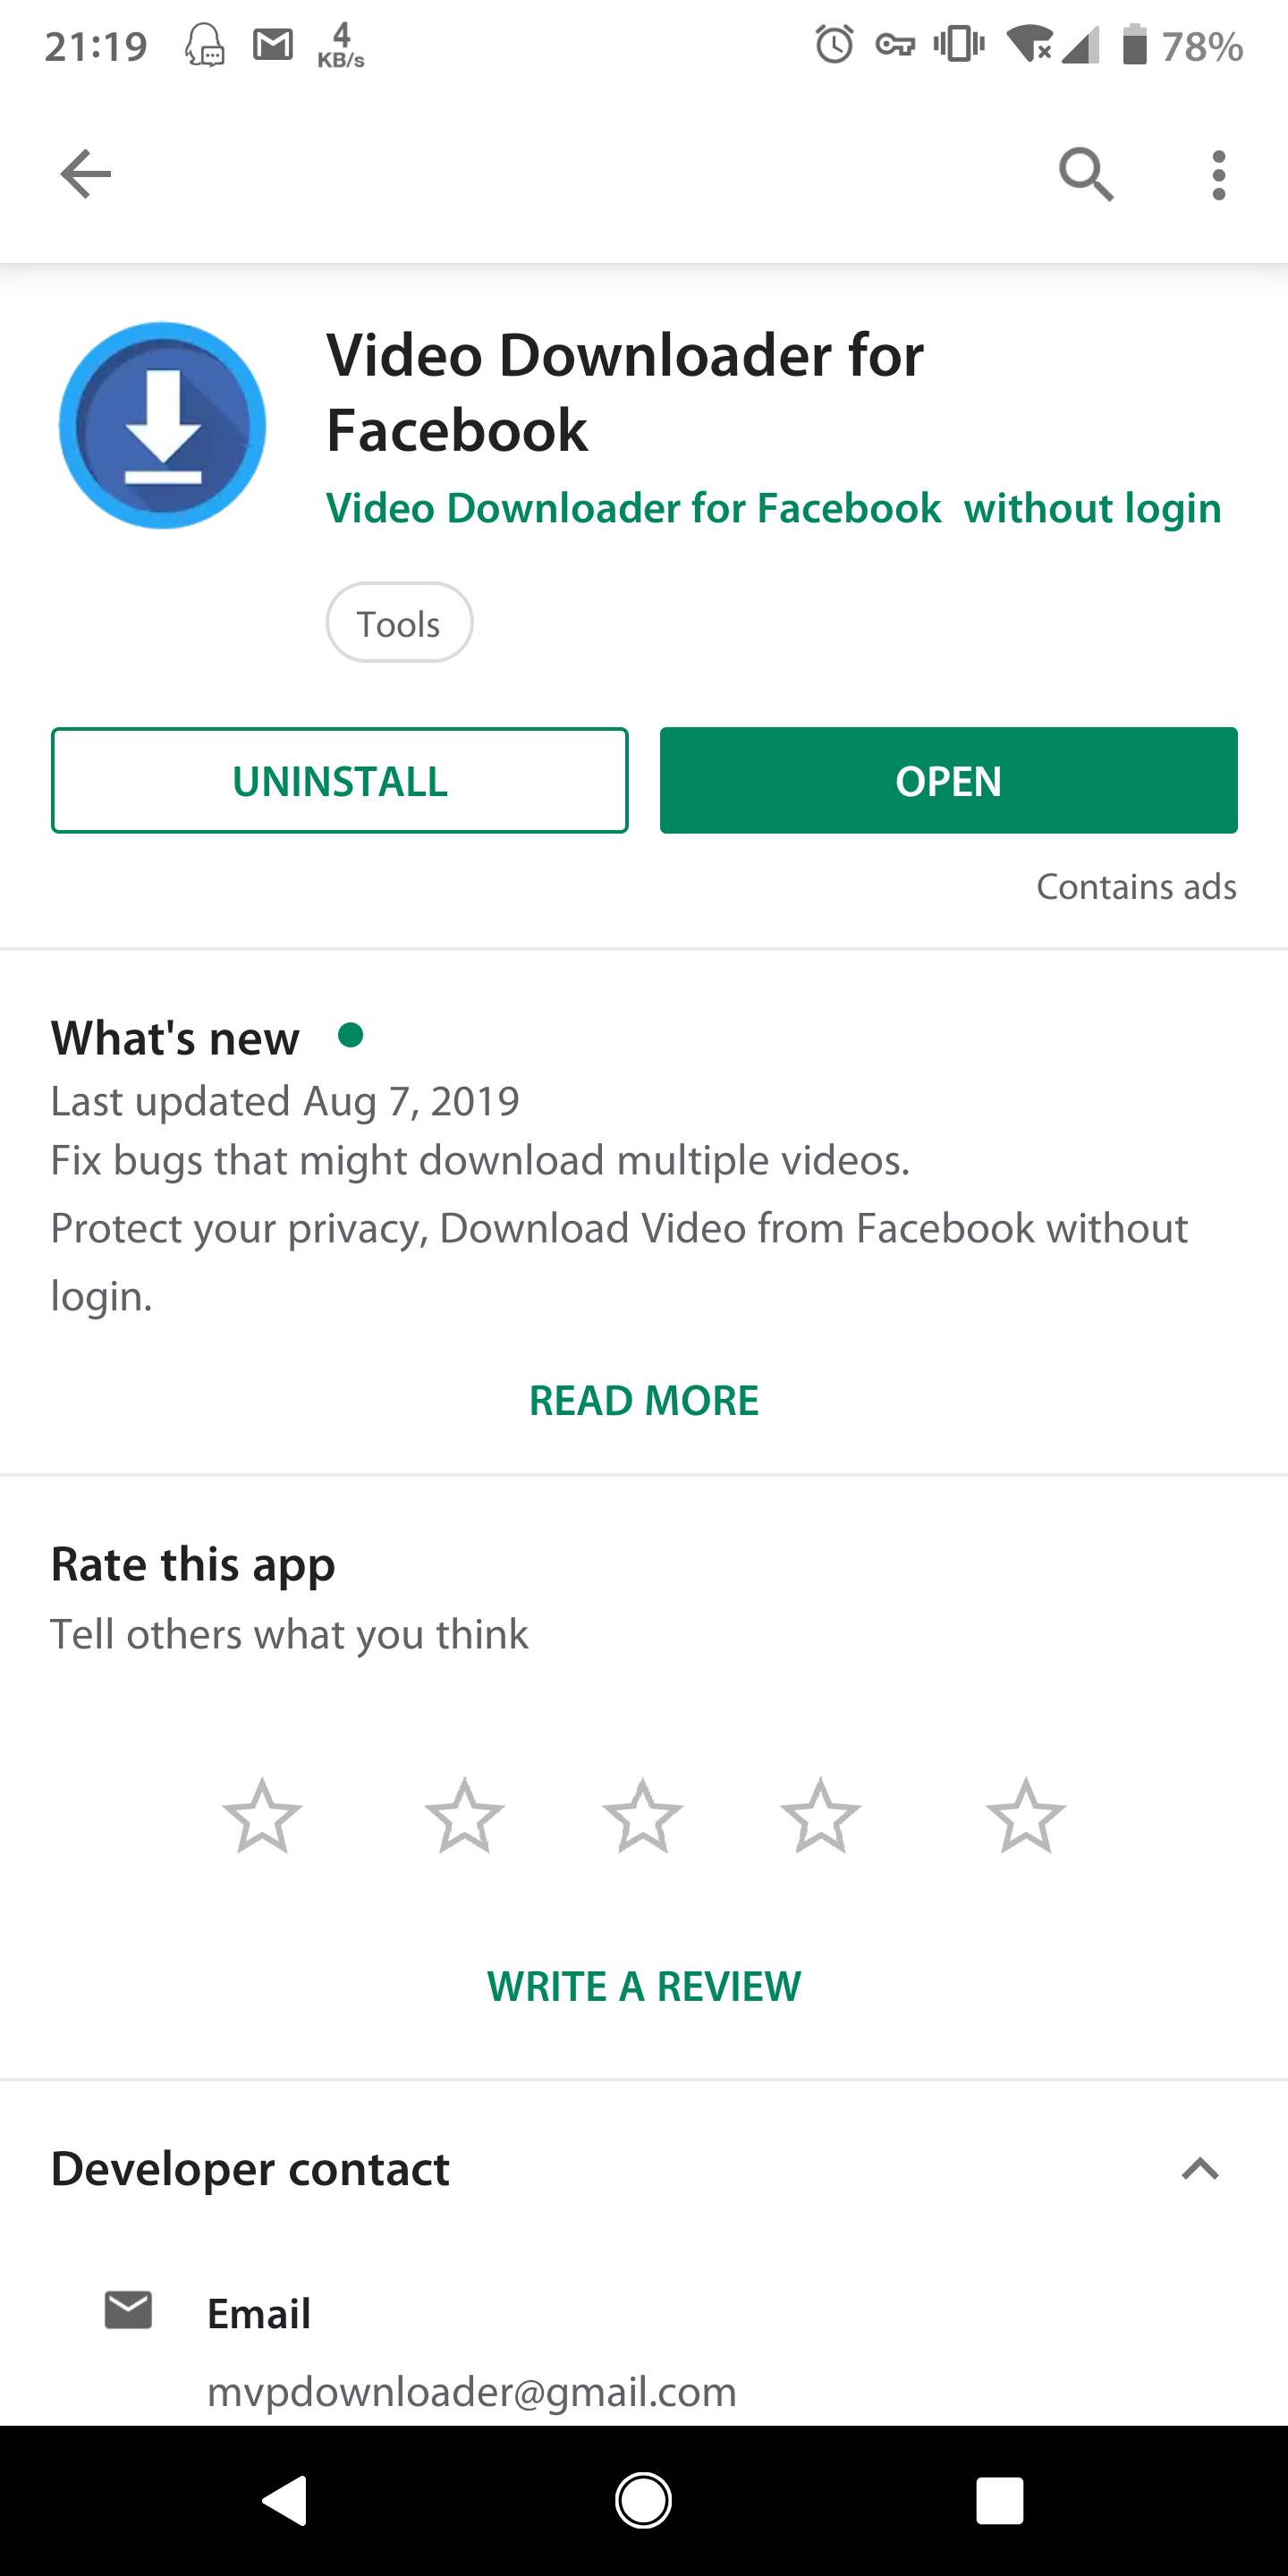 21:19 4 KB/s 78%
Video Downloader for
Facebook
Video Downloader for Facebook  without login
Tools
UNINSTALL
OPEN
Contains ads
What's new
Last updated Aug 7, 2019
Fix bugs that might download multiple videos.
Protect your privacy, Download Video from Facebook without
login.
READ MORE
Rate this app
Tell others what you think
WRITE A REVIEW
Developer contact
Email
mvpdownloader@gmail.com